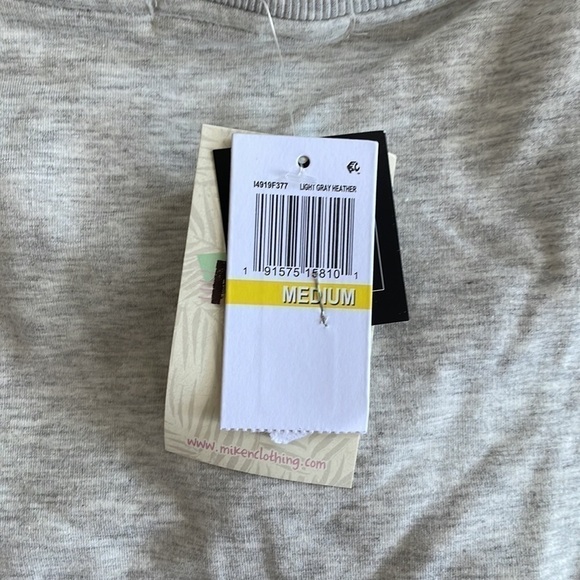 I4919F377 LIGHT GRAY HEATHER
1 91575 15810 1
MEDIUM
www.mikenclothing.com